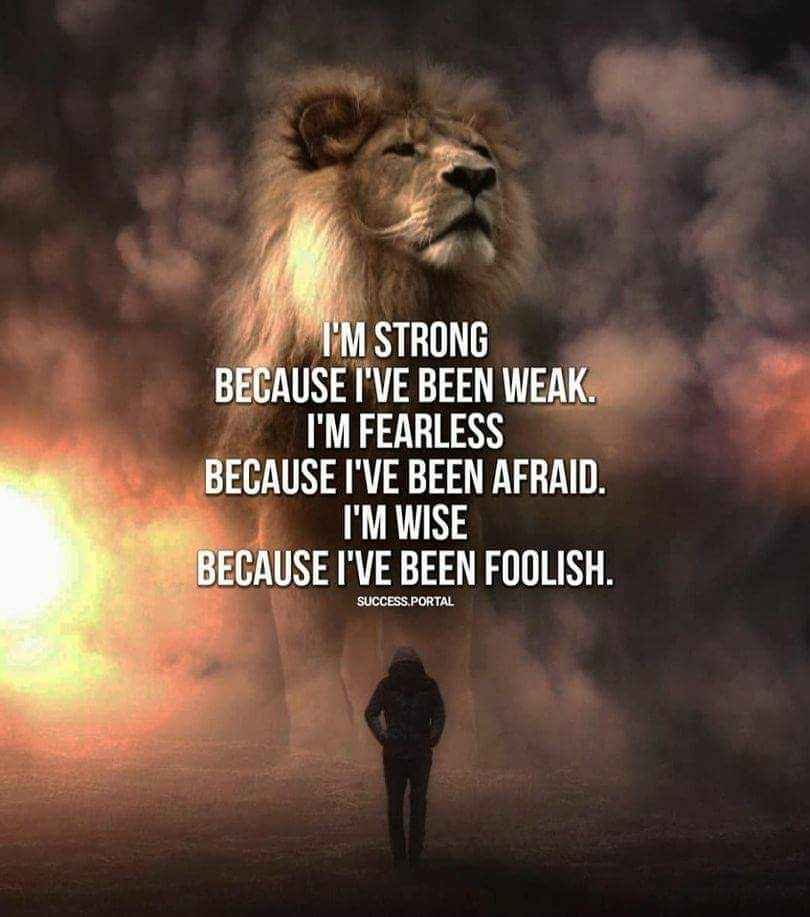 I'M STRONG
BECAUSE I'VE BEEN WEAK.
I'M FEARLESS
BECAUSE I'VE BEEN AFRAID.
I'M WISE
BECAUSE I'VE BEEN FOOLISH.
SUCCESS.PORTAL